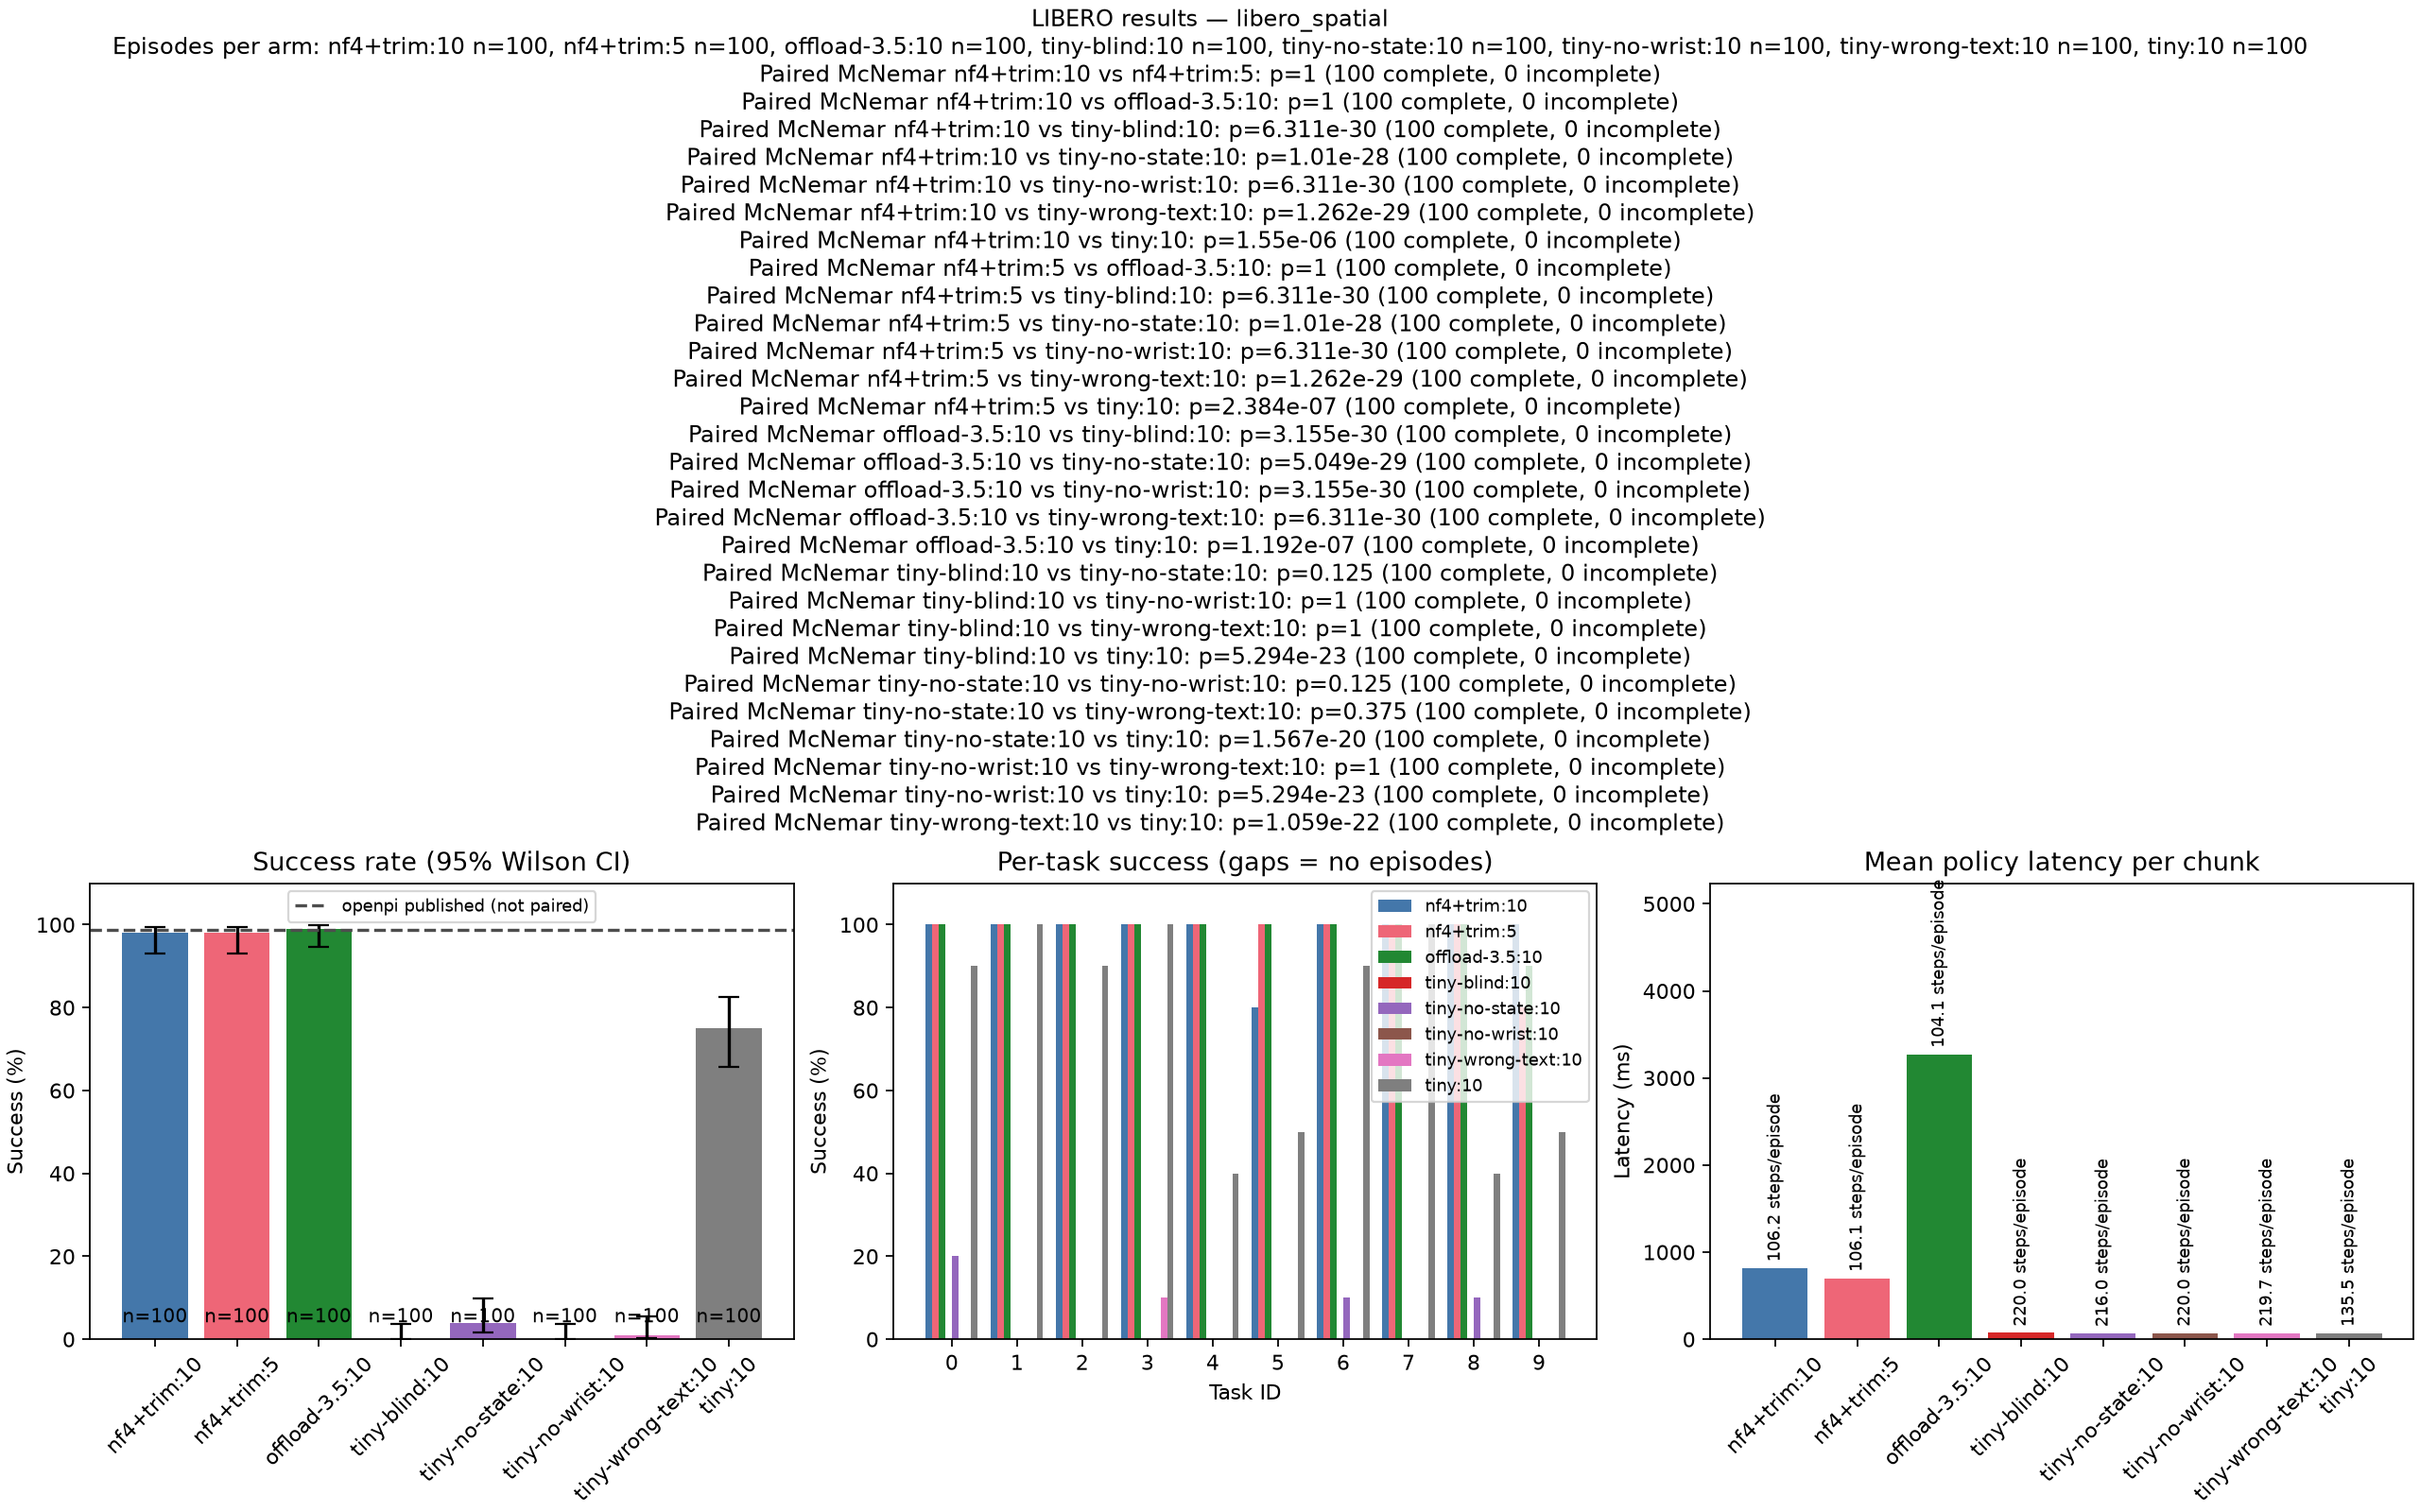 LIBERO results — libero_spatial
Episodes per arm: nf4+trim:10 n=100, nf4+trim:5 n=100, offload-3.5:10 n=100, tiny-blind:10 n=100, tiny-no-state:10 n=100, tiny-no-wrist:10 n=100, tiny-wrong-text:10 n=100, tiny:10 n=100
Paired McNemar nf4+trim:10 vs nf4+trim:5: p=1 (100 complete, 0 incomplete)
Paired McNemar nf4+trim:10 vs offload-3.5:10: p=1 (100 complete, 0 incomplete)
Paired McNemar nf4+trim:10 vs tiny-blind:10: p=6.311e-30 (100 complete, 0 incomplete)
Paired McNemar nf4+trim:10 vs tiny-no-state:10: p=1.01e-28 (100 complete, 0 incomplete)
Paired McNemar nf4+trim:10 vs tiny-no-wrist:10: p=6.311e-30 (100 complete, 0 incomplete)
Paired McNemar nf4+trim:10 vs tiny-wrong-text:10: p=1.262e-29 (100 complete, 0 incomplete)
Paired McNemar nf4+trim:10 vs tiny:10: p=1.55e-06 (100 complete, 0 incomplete)
Paired McNemar nf4+trim:5 vs offload-3.5:10: p=1 (100 complete, 0 incomplete)
Paired McNemar nf4+trim:5 vs tiny-blind:10: p=6.311e-30 (100 complete, 0 incomplete)
Paired McNemar nf4+trim:5 vs tiny-no-state:10: p=1.01e-28 (100 complete, 0 incomplete)
Paired McNemar nf4+trim:5 vs tiny-no-wrist:10: p=6.311e-30 (100 complete, 0 incomplete)
Paired McNemar nf4+trim:5 vs tiny-wrong-text:10: p=1.262e-29 (100 complete, 0 incomplete)
Paired McNemar nf4+trim:5 vs tiny:10: p=2.384e-07 (100 complete, 0 incomplete)
Paired McNemar offload-3.5:10 vs tiny-blind:10: p=3.155e-30 (100 complete, 0 incomplete)
Paired McNemar offload-3.5:10 vs tiny-no-state:10: p=5.049e-29 (100 complete, 0 incomplete)
Paired McNemar offload-3.5:10 vs tiny-no-wrist:10: p=3.155e-30 (100 complete, 0 incomplete)
Paired McNemar offload-3.5:10 vs tiny-wrong-text:10: p=6.311e-30 (100 complete, 0 incomplete)
Paired McNemar offload-3.5:10 vs tiny:10: p=1.192e-07 (100 complete, 0 incomplete)
Paired McNemar tiny-blind:10 vs tiny-no-state:10: p=0.125 (100 complete, 0 incomplete)
Paired McNemar tiny-blind:10 vs tiny-no-wrist:10: p=1 (100 complete, 0 incomplete)
Paired McNemar tiny-blind:10 vs tiny-wrong-text:10: p=1 (100 complete, 0 incomplete)
Paired McNemar tiny-blind:10 vs tiny:10: p=5.294e-23 (100 complete, 0 incomplete)
Paired McNemar tiny-no-state:10 vs tiny-no-wrist:10: p=0.125 (100 complete, 0 incomplete)
Paired McNemar tiny-no-state:10 vs tiny-wrong-text:10: p=0.375 (100 complete, 0 incomplete)
Paired McNemar tiny-no-state:10 vs tiny:10: p=1.567e-20 (100 complete, 0 incomplete)
Paired McNemar tiny-no-wrist:10 vs tiny-wrong-text:10: p=1 (100 complete, 0 incomplete)
Paired McNemar tiny-no-wrist:10 vs tiny:10: p=5.294e-23 (100 complete, 0 incomplete)
Paired McNemar tiny-wrong-text:10 vs tiny:10: p=1.059e-22 (100 complete, 0 incomplete)
Success rate (95% Wilson CI)
openpi published (not paired)
Success (%)
100
80
60
40
20
0
n=100
n=100
n=100
n=100
n=100
n=100
n=100
n=100
nf4+trim:10
nf4+trim:5
offload-3.5:10
tiny-blind:10
tiny-no-state:10
tiny-no-wrist:10
tiny-wrong-text:10
tiny:10
Per-task success (gaps = no episodes)
nf4+trim:10
nf4+trim:5
offload-3.5:10
tiny-blind:10
tiny-no-state:10
tiny-no-wrist:10
tiny-wrong-text:10
tiny:10
Success (%)
100
80
60
40
20
0
0
1
2
3
4
5
6
7
8
9
Task ID
Mean policy latency per chunk
Latency (ms)
5000
4000
3000
2000
1000
0
106.2 steps/episode
106.1 steps/episode
104.1 steps/episode
220.0 steps/episode
216.0 steps/episode
220.0 steps/episode
219.7 steps/episode
135.5 steps/episode
nf4+trim:10
nf4+trim:5
offload-3.5:10
tiny-blind:10
tiny-no-state:10
tiny-no-wrist:10
tiny-wrong-text:10
tiny:10